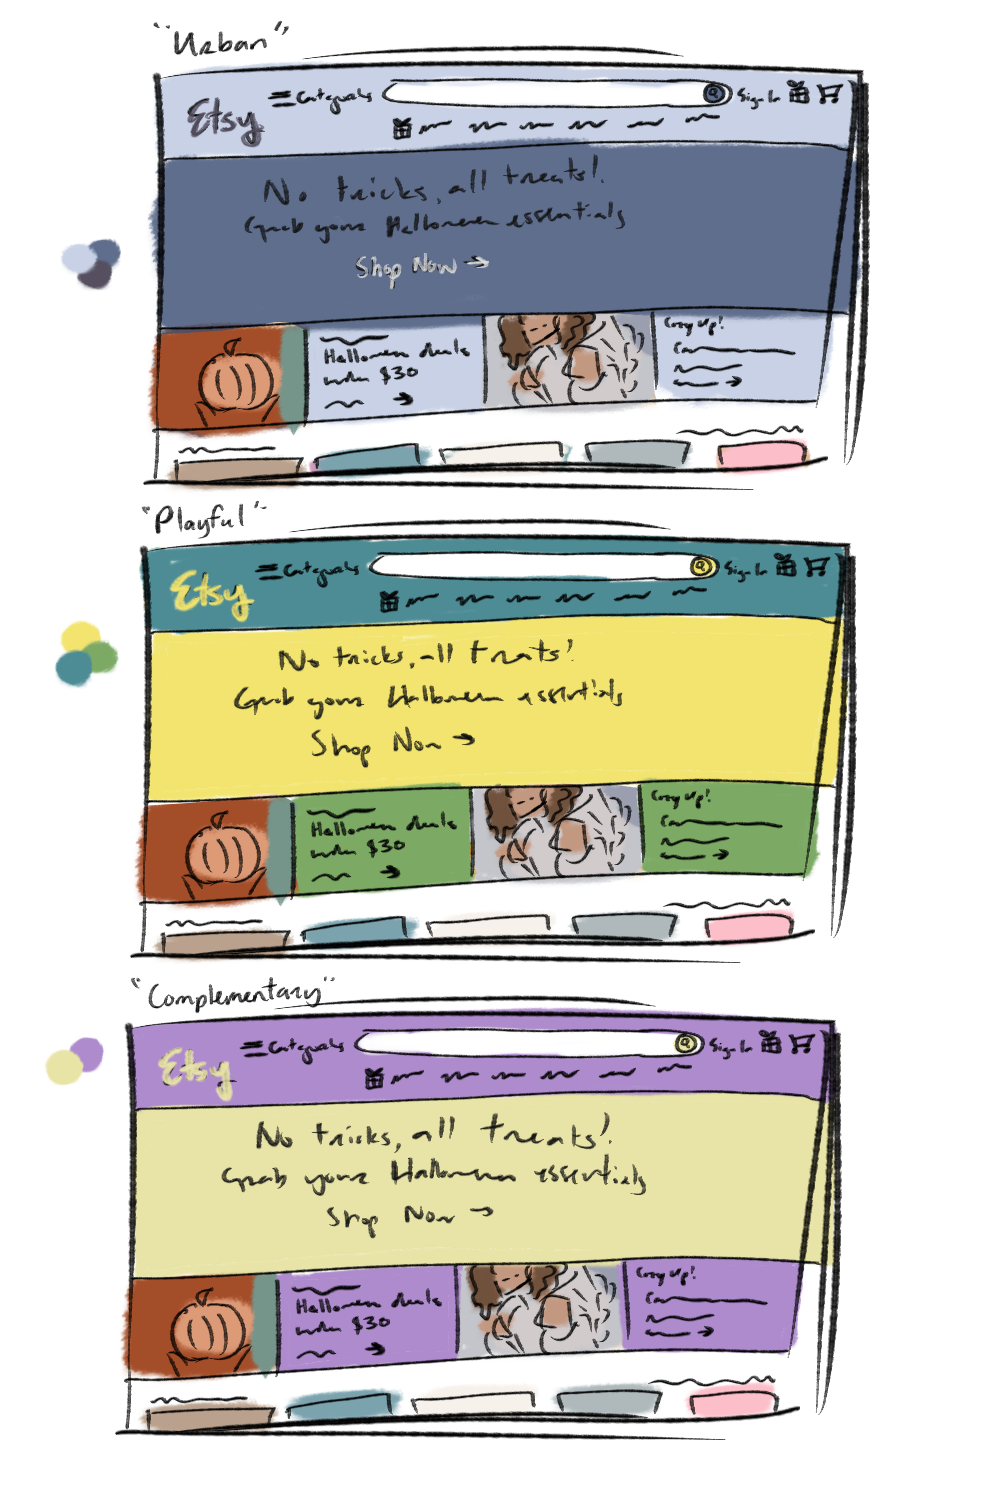 "Urban"
Etsy Categories Sign In
No tricks, all treats!
Grab your Halloween essentials
Shop Now →
Halloween deals
under $30
Cozy Up!
"Playful"
Etsy Categories Sign In
No tricks, all treats!
Grab your Halloween essentials
Shop Now →
Halloween deals
under $30
Cozy Up!
"Complementary"
Etsy Categories Sign In
No tricks, all treats!
Grab your Halloween essentials
Shop Now →
Halloween deals
under $30
Cozy Up!